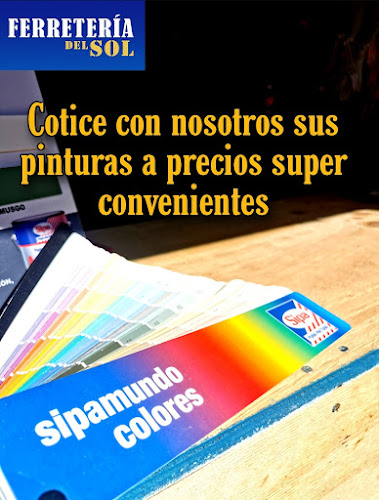 FERRETERÍA
DEL SOL
Cotice con nosotros sus
pinturas a precios super
convenientes
MUSGO
Sipa
sipamundo
colores